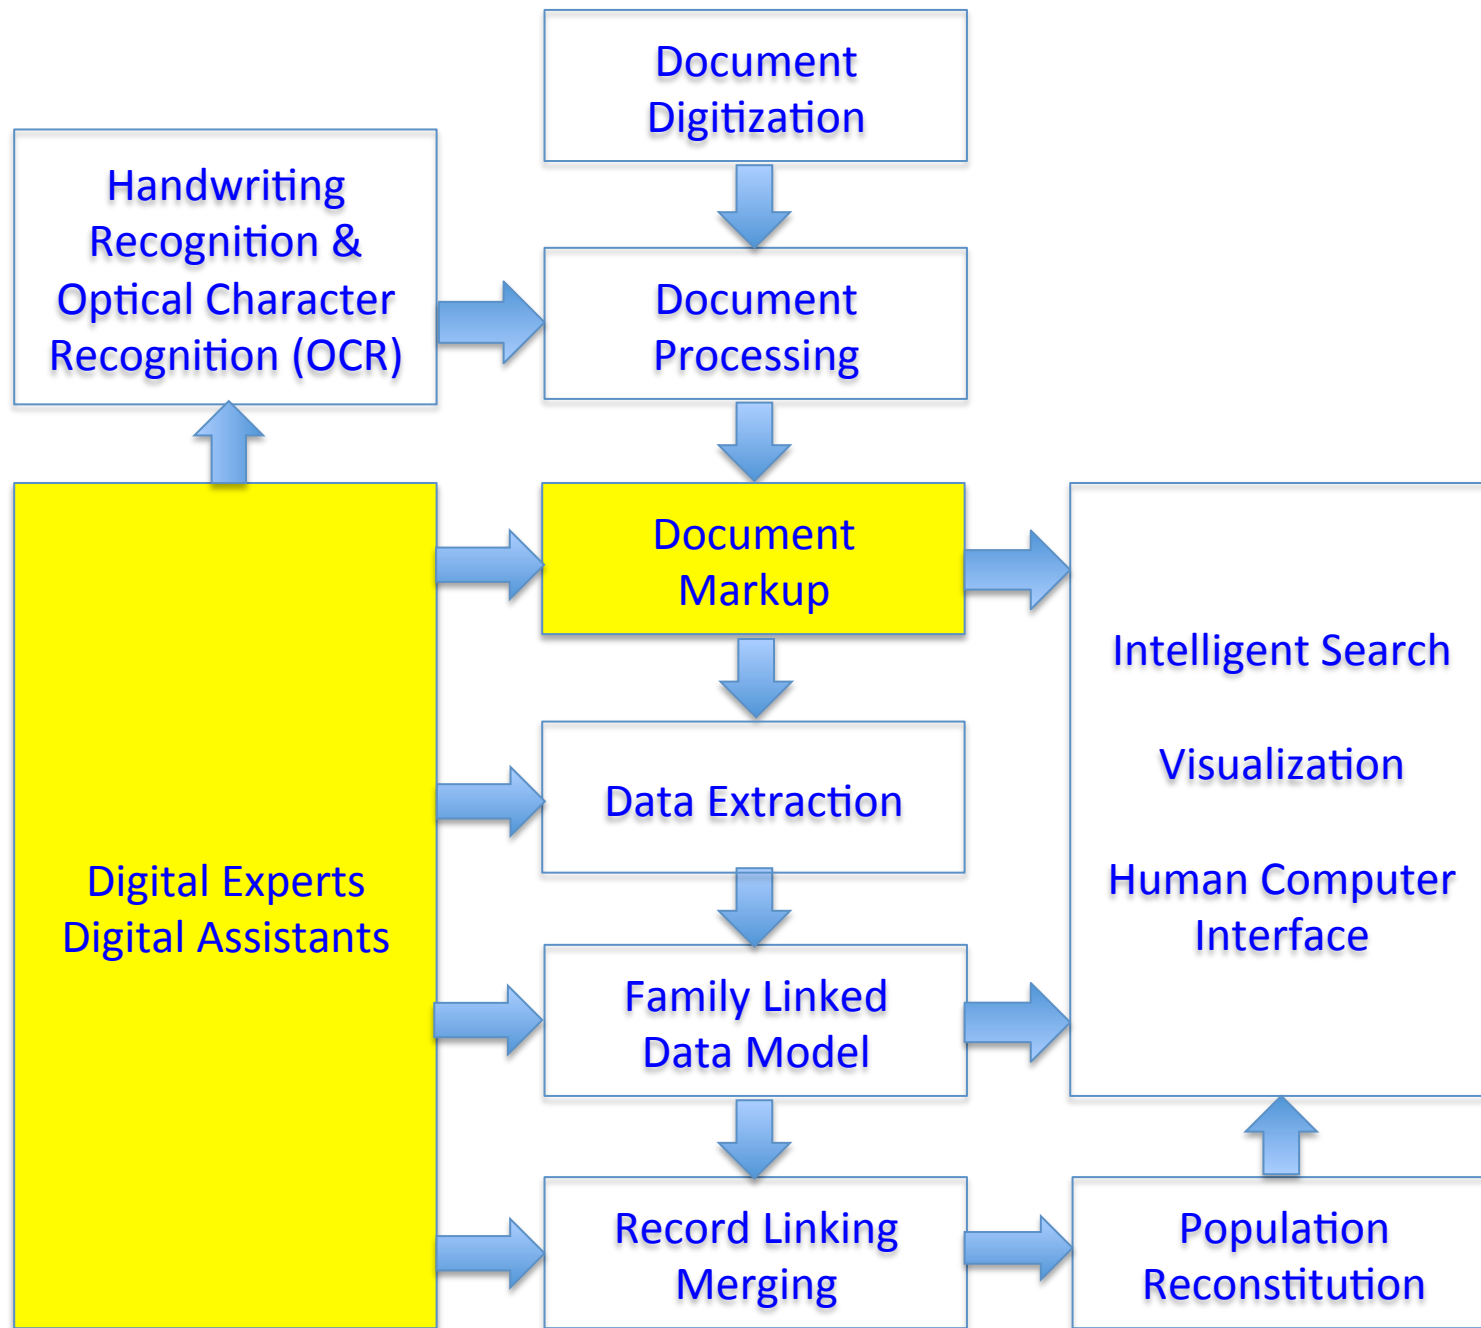 Document
Digitization
Handwriting
Recognition &
Optical Character
Recognition (OCR)
Document
Processing
Digital Experts
Digital Assistants
Document
Markup
Data Extraction
Family Linked
Data Model
Record Linking
Merging
Intelligent Search
Visualization
Human Computer
Interface
Population
Reconstitution